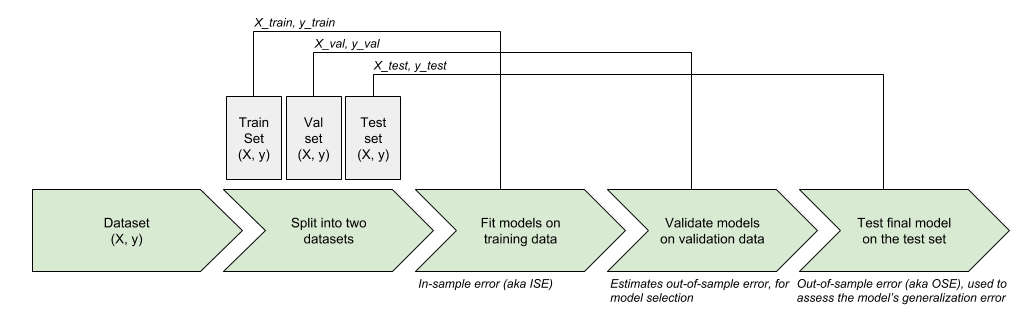 X_train, y_train
X_val, y_val
X_test, y_test
Train
Set
(X, y)
Val
set
(X, y)
Test
set
(X, y)
Dataset
(X, y)
Split into two
datasets
Fit models on
training data
Validate models
on validation data
Test final model
on the test set
In-sample error (aka ISE)
Estimates out-of-sample error, for
model selection
Out-of-sample error (aka OSE), used to
assess the model's generalization error